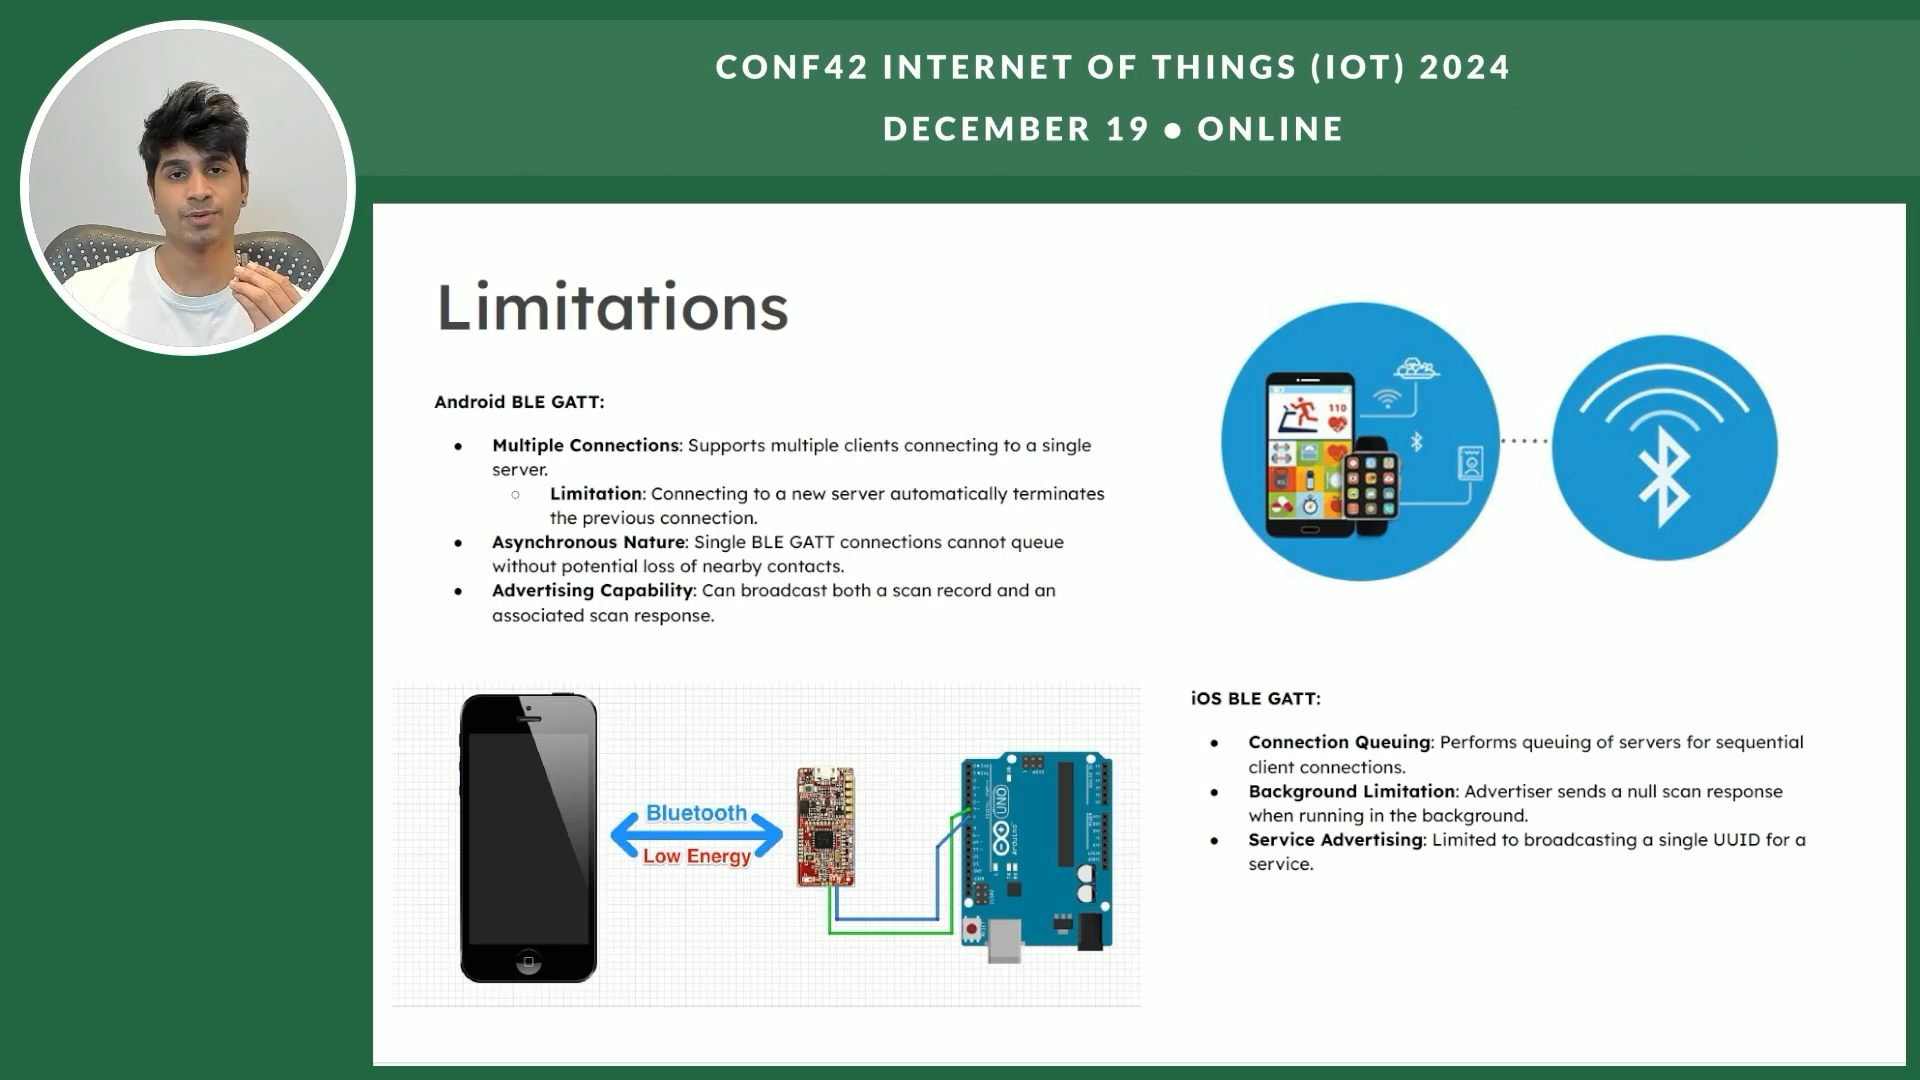 CONF42 INTERNET OF THINGS (IOT) 2024
DECEMBER 19 ● ONLINE
Limitations
Android BLE GATT:
● Multiple Connections: Supports multiple clients connecting to a single
server.
○ Limitation: Connecting to a new server automatically terminates
the previous connection.
● Asynchronous Nature: Single BLE GATT connections cannot queue
without potential loss of nearby contacts.
● Advertising Capability: Can broadcast both a scan record and an
associated scan response.
110
Bluetooth
Low Energy
UNO
Arduino
iOS BLE GATT:
● Connection Queuing: Performs queuing of servers for sequential
client connections.
● Background Limitation: Advertiser sends a null scan response
when running in the background.
● Service Advertising: Limited to broadcasting a single UUID for a
service.